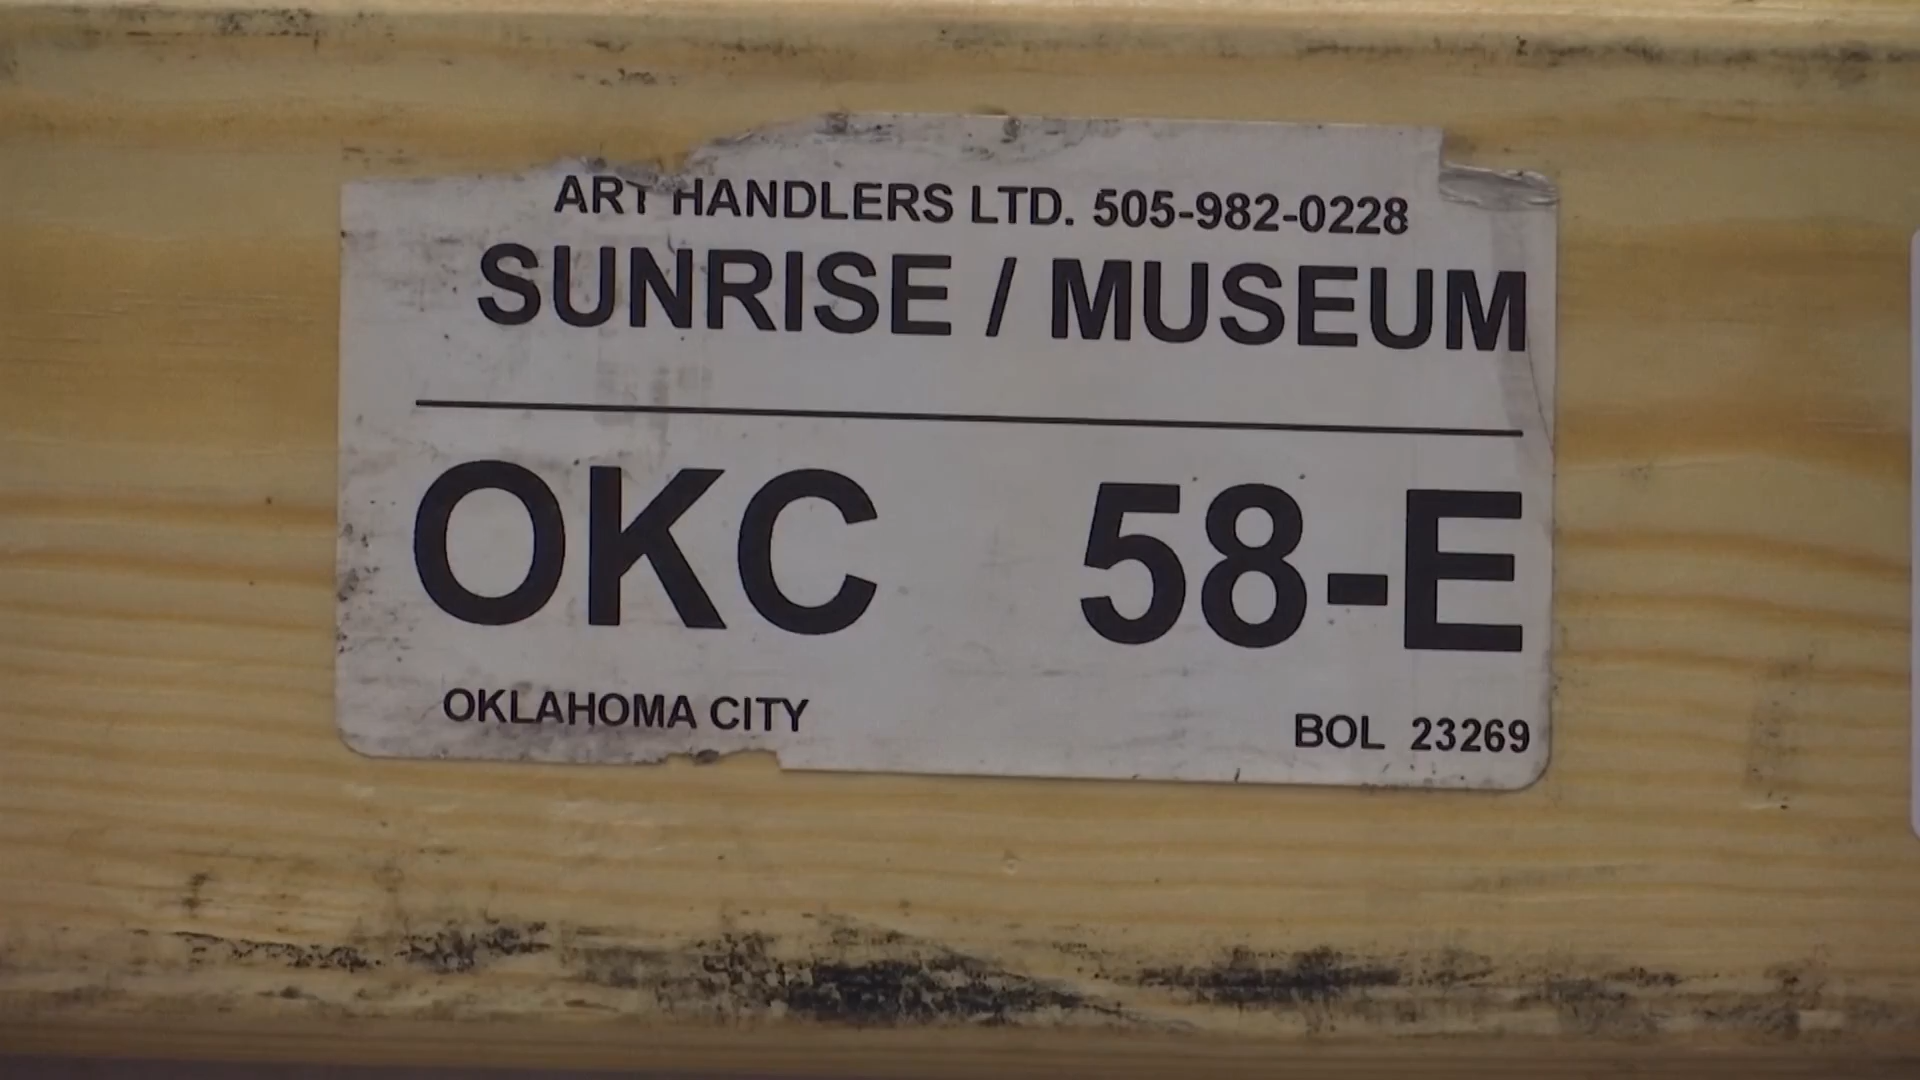 ART HANDLERS LTD. 505-982-0228
SUNRISE / MUSEUM
OKC 58-E
OKLAHOMA CITY BOL 23269